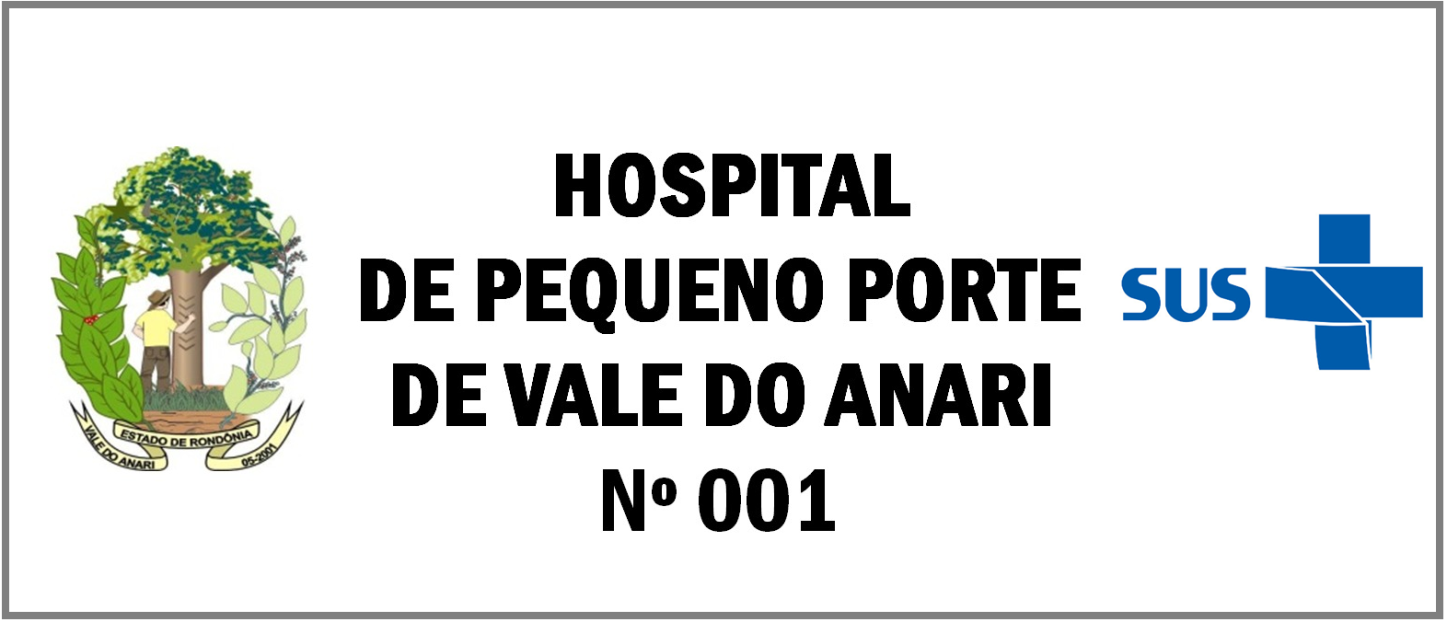 HOSPITAL
DE PEQUENO PORTE
DE VALE DO ANARI
Nº 001
SUS
ESTADO DE RONDÔNIA
VALE DO ANARI
05-2001